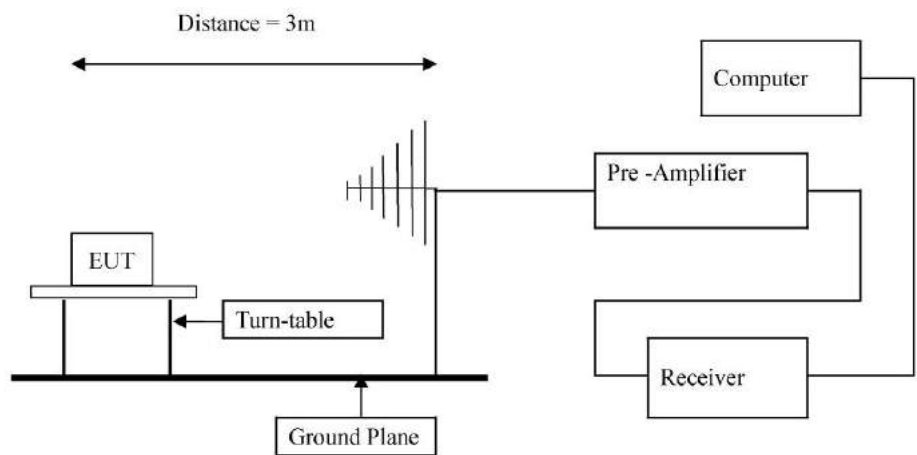 Distance = 3m
Computer
Pre -Amplifier
EUT
Turn-table
Receiver
Ground Plane